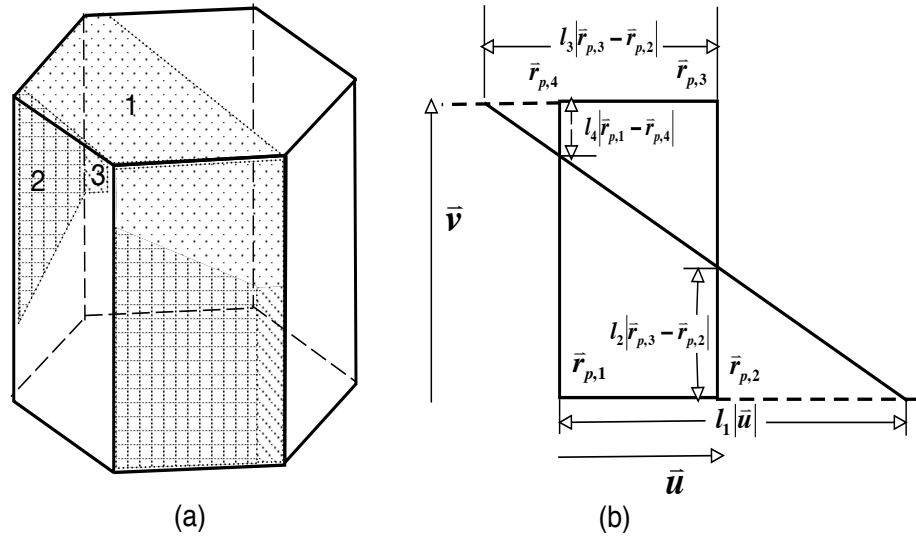 1
2
3
(a)
l₃|r⃗ₚ,₃ − r⃗ₚ,₂|
r⃗ₚ,₄
r⃗ₚ,₃
l₄|r⃗ₚ,₁ − r⃗ₚ,₄|
v⃗
l₂|r⃗ₚ,₃ − r⃗ₚ,₂|
r⃗ₚ,₁
r⃗ₚ,₂
l₁|u⃗|
u⃗
(b)